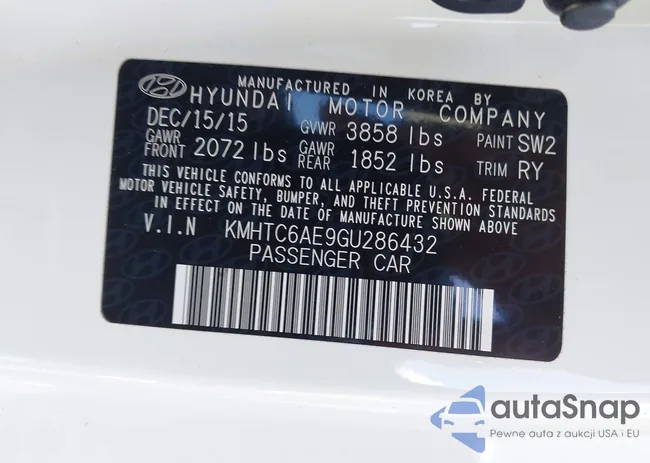 MANUFACTURED IN KOREA BY
HYUNDAI MOTOR COMPANY
DEC/15/15 GVWR 3858 lbs PAINT SW2
GAWR FRONT 2072 lbs GAWR REAR 1852 lbs TRIM RY
THIS VEHICLE CONFORMS TO ALL APPLICABLE U.S.A. FEDERAL
MOTOR VEHICLE SAFETY, BUMPER, AND THEFT PREVENTION STANDARDS
IN EFFECT ON THE DATE OF MANUFACTURE SHOWN ABOVE
V.I.N KMHTC6AE9GU286432
PASSENGER CAR
autaSnap
Pewne auta z aukcji USA i EU